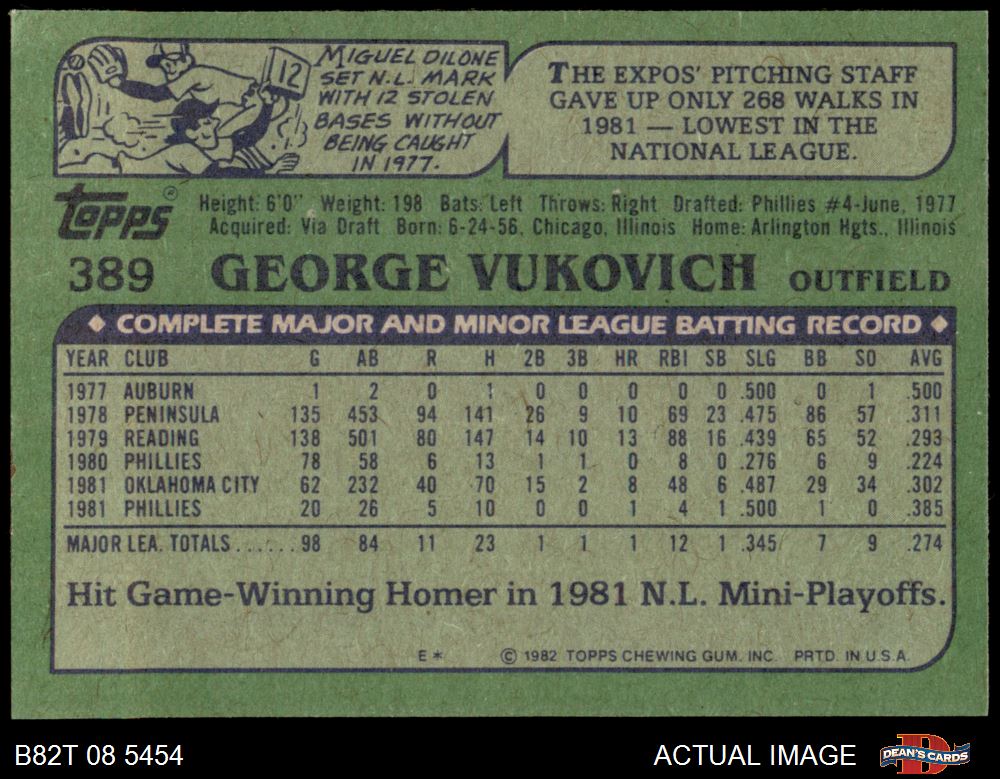 MIGUEL DILONE
SET N.L. MARK
WITH 12 STOLEN
BASES WITHOUT
BEING CAUGHT
IN 1977.
12
THE EXPOS' PITCHING STAFF
GAVE UP ONLY 268 WALKS IN
1981 — LOWEST IN THE
NATIONAL LEAGUE.
Topps®
Height: 6'0" Weight: 198 Bats: Left Throws: Right Drafted: Phillies #4-June, 1977
Acquired: Via Draft Born: 6-24-56, Chicago, Illinois Home: Arlington Hgts., Illinois
389 GEORGE VUKOVICH OUTFIELD
◆ COMPLETE MAJOR AND MINOR LEAGUE BATTING RECORD ◆
YEAR CLUB G AB R H 2B 3B HR RBI SB SLG BB SO AVG
1977 AUBURN 1 2 0 1 0 0 0 0 0 .500 0 1 .500
1978 PENINSULA 135 453 94 141 26 9 10 69 23 .475 86 57 .311
1979 READING 138 501 80 147 14 10 13 88 16 .439 65 52 .293
1980 PHILLIES 78 58 6 13 1 1 0 8 0 .276 6 9 .224
1981 OKLAHOMA CITY 62 232 40 70 15 2 8 48 6 .487 29 34 .302
1981 PHILLIES 20 26 5 10 0 0 1 4 1 .500 1 0 .385
MAJOR LEA. TOTALS...... 98 84 11 23 1 1 1 12 1 .345 7 9 .274
Hit Game-Winning Homer in 1981 N.L. Mini-Playoffs.
E* © 1982 TOPPS CHEWING GUM, INC. PRTD. IN U.S.A.
B82T 08 5454 ACTUAL IMAGE DEAN'S CARDS